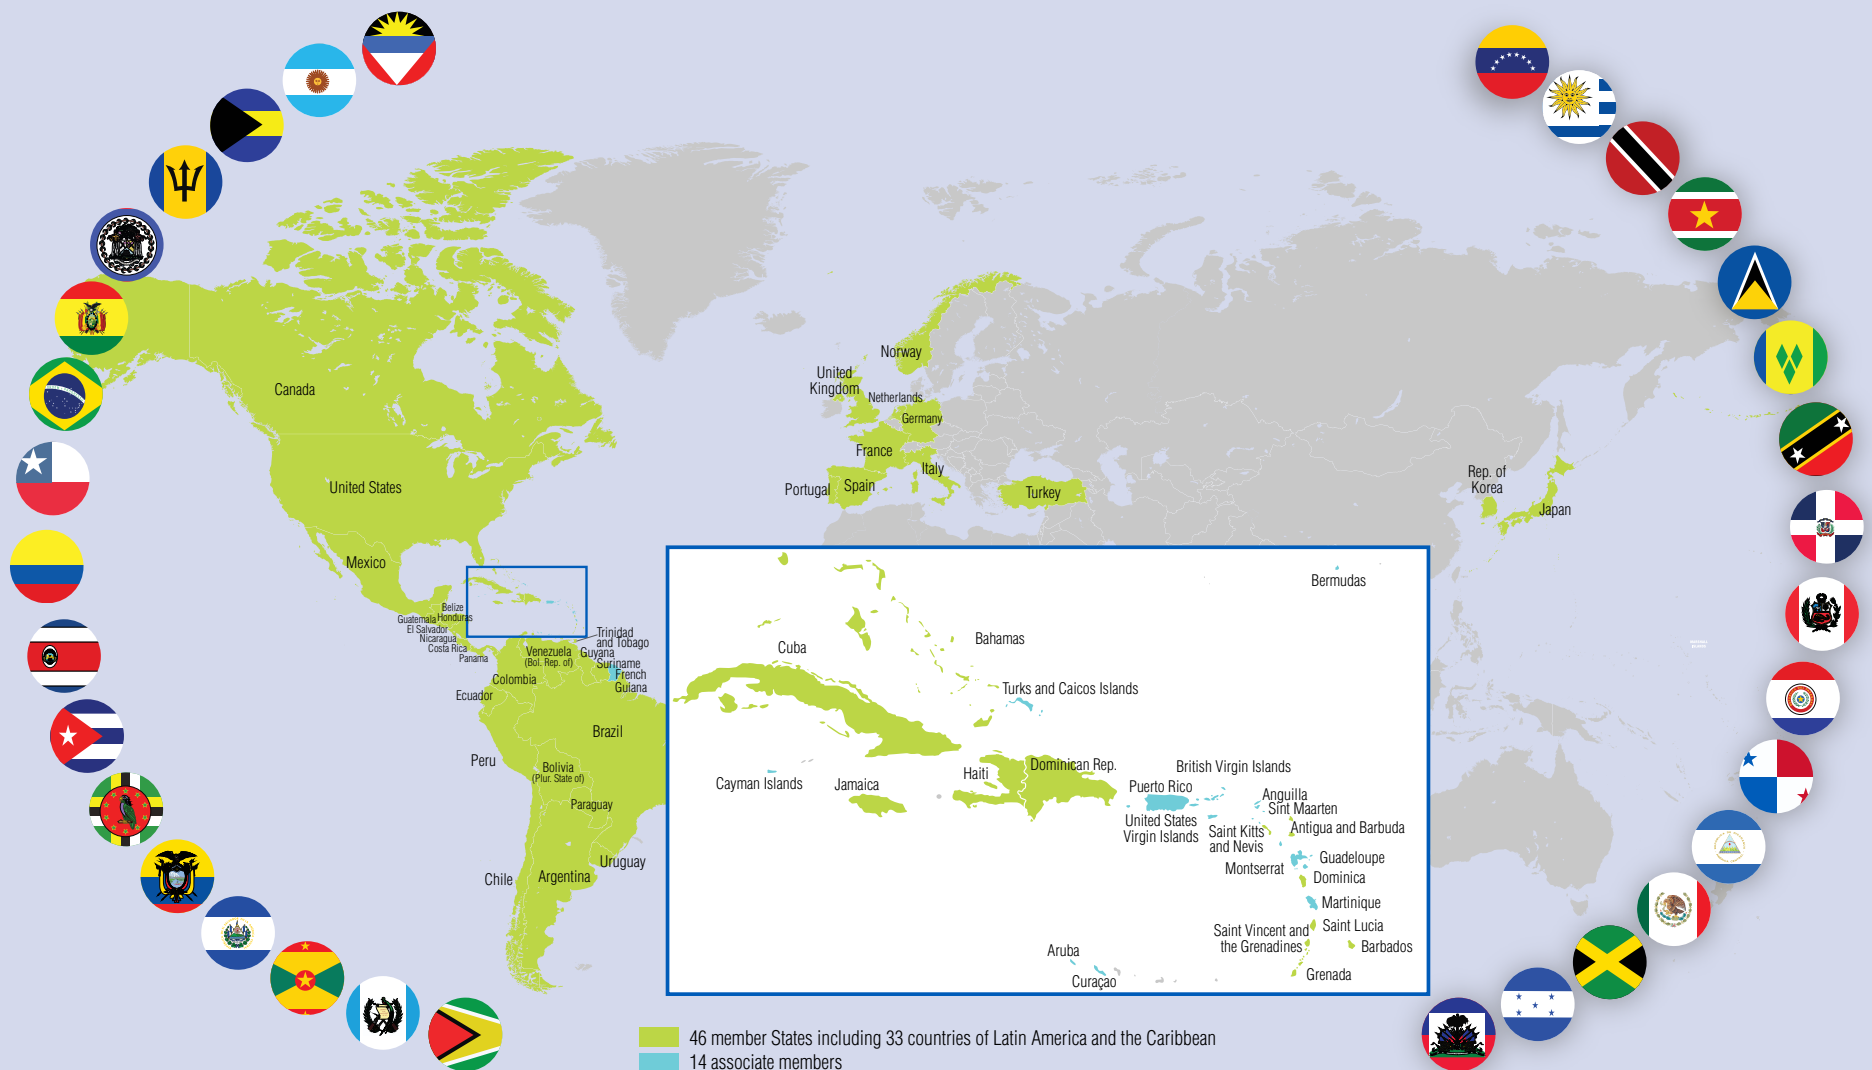 Canada
United States
Mexico
Belize
Guatemala
Honduras
El Salvador
Nicaragua
Costa Rica
Panama
Venezuela
(Bol. Rep. of)
Trinidad
and Tobago
Guyana
Suriname
French
Guiana
Colombia
Ecuador
Brazil
Peru
Bolivia
(Plur. State of)
Paraguay
Uruguay
Chile
Argentina
Norway
United
Kingdom
Netherlands
Germany
France
Italy
Portugal
Spain
Turkey
Rep. of
Korea
Japan
Bermudas
Bahamas
Cuba
Turks and Caicos Islands
Cayman Islands
Jamaica
Haiti
Dominican Rep.
British Virgin Islands
Puerto Rico
United States
Virgin Islands
Anguilla
Sint Maarten
Saint Kitts
and Nevis
Antigua and Barbuda
Montserrat
Guadeloupe
Dominica
Martinique
Saint Lucia
Saint Vincent and
the Grenadines
Barbados
Grenada
Aruba
Curaçao
46 member States including 33 countries of Latin America and the Caribbean
14 associate members